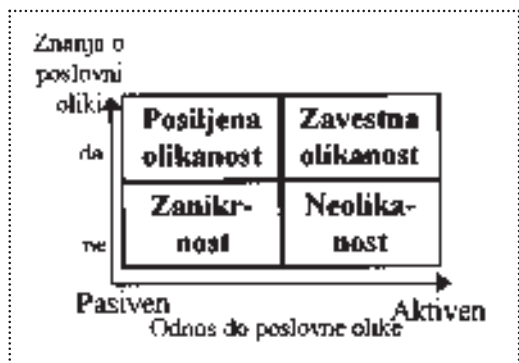 Znanje o
poslovni
oliki
da
Posiljena
olikanost
Zavestna
olikanost
ne
Zanikr-
nost
Neolika-
nost
Pasiven
Aktiven
Odnos do poslovne olike